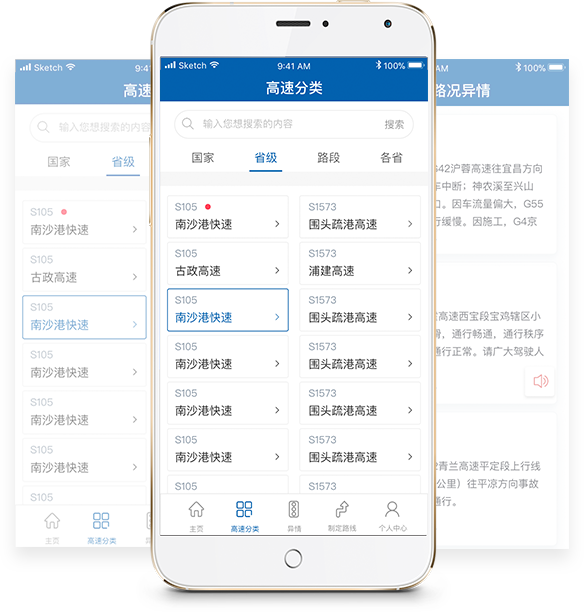 Sketch
9:41
高速
输入您想搜索的内容
国家
省级
S105
南沙港快速
S105
古政高速
S105
南沙港快速
S105
南沙港快速
S105
南沙港快速
S105
南沙港快速
S105
主页
高速分类
Sketch
9:41 AM
100%
高速分类
输入您想搜索的内容
搜索
国家
省级
路段
各省
S105
南沙港快速
S1573
围头疏港高速
S105
古政高速
S1573
浦建高速
S105
南沙港快速
S1573
围头疏港高速
S105
南沙港快速
S1573
围头疏港高速
S105
南沙港快速
S1573
围头疏港高速
S105
南沙港快速
S1573
围头疏港高速
S105
S1573
主页
高速分类
异情
制定路线
个人中心
AM
100%
路况异情
G42沪蓉高速往宜昌方向
车中断；神农溪至兴山
口。因车流量偏大，G55
行缓慢。因施工，G4京
高速西宝段宝鸡辖区小
骨，通行畅通，通行秩序
通行正常。请广大驾驶人
青兰高速平定段上行线
公里）往平凉方向事故
通行。